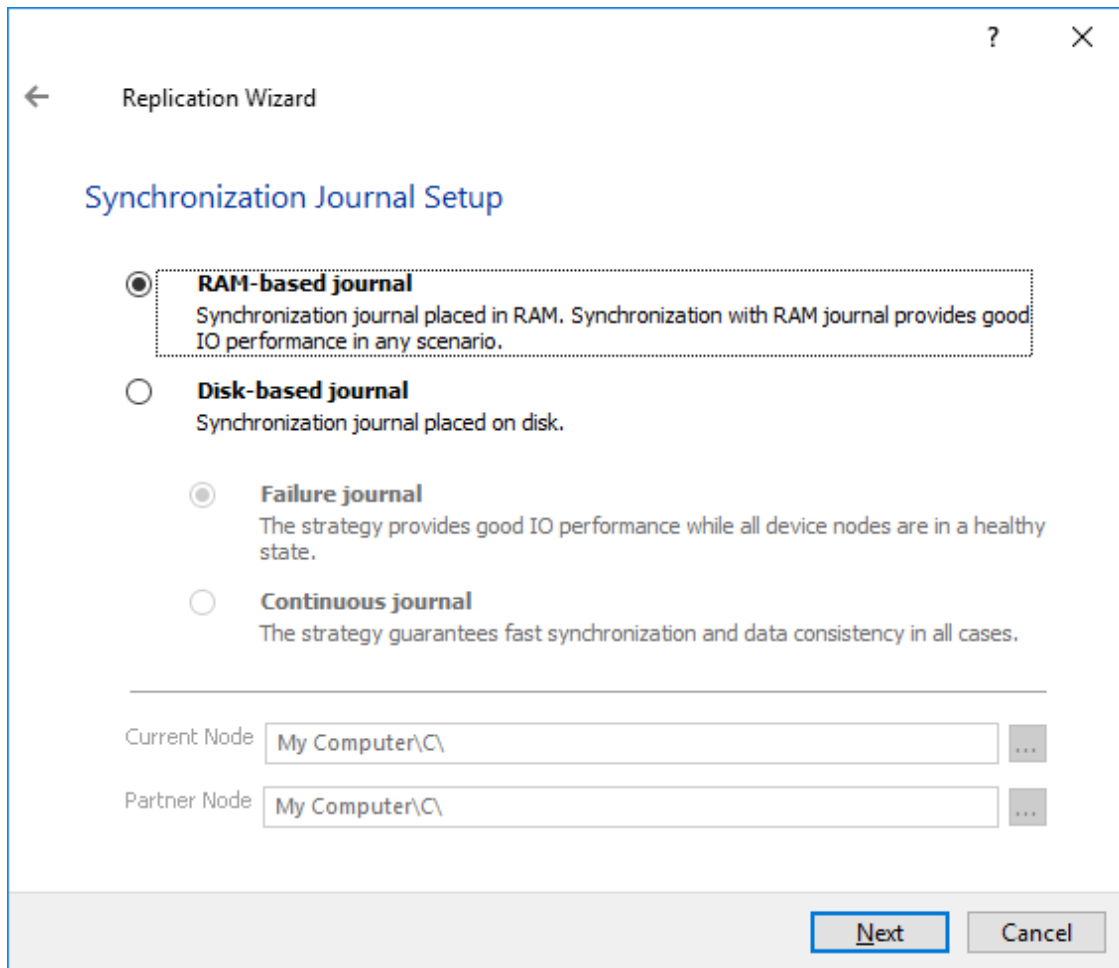 ?
Replication Wizard
Synchronization Journal Setup
RAM-based journal
Synchronization journal placed in RAM. Synchronization with RAM journal provides good
IO performance in any scenario.
Disk-based journal
Synchronization journal placed on disk.
Failure journal
The strategy provides good IO performance while all device nodes are in a healthy
state.
Continuous journal
The strategy guarantees fast synchronization and data consistency in all cases.
Current Node My Computer\C\ ...
Partner Node My Computer\C\ ...
Next Cancel